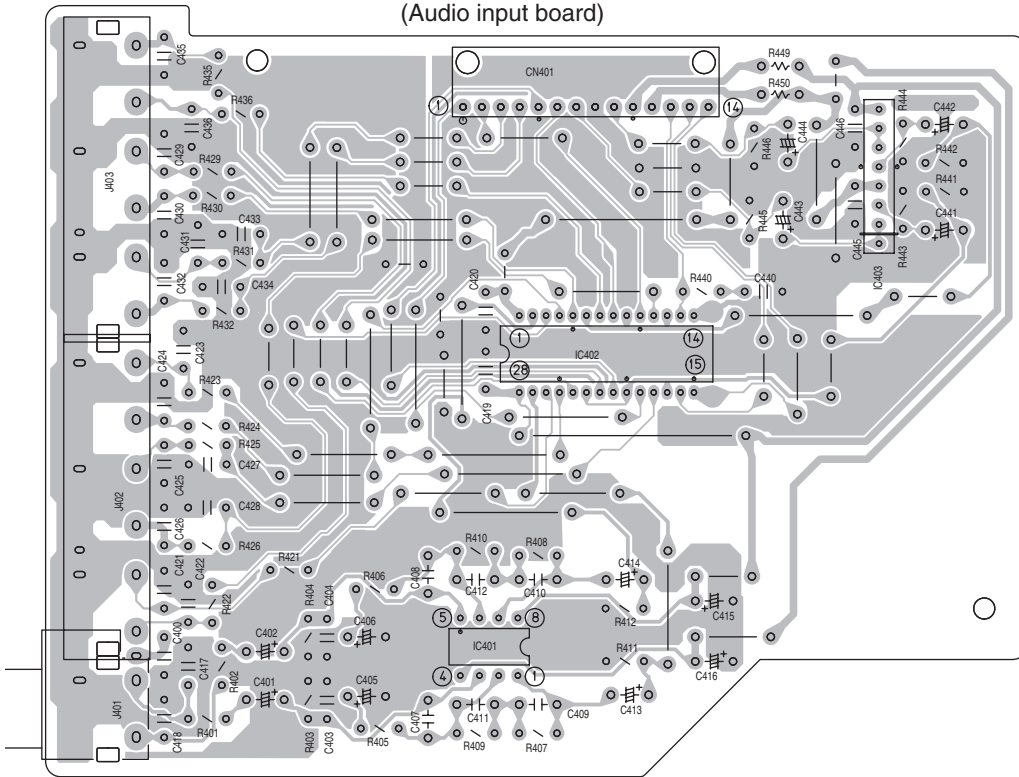 (Audio input board)
C435
R435
R436
C436
C429
R429
J403
R430
C430
C433
C431
R431
C432
C434
R432
CN401
1
14
R449
R450
R446
C444
C446
R444
C442
R442
R441
R445
C443
C441
C445
IC403
R443
C420
R440
C440
1
14
IC402
28
15
C419
C424
C423
R423
R424
R425
C427
C425
J402
C428
C426
R426
C421
C422
R421
R422
R404
C404
R406
C408
R410
R408
C412
C410
C414
R412
C415
5
8
C406
C400
C402
IC401
R411
C416
4
1
C417
R402
C401
C405
C413
J401
C407
C411
C409
C418
R401
R403
C403
R405
R409
R407